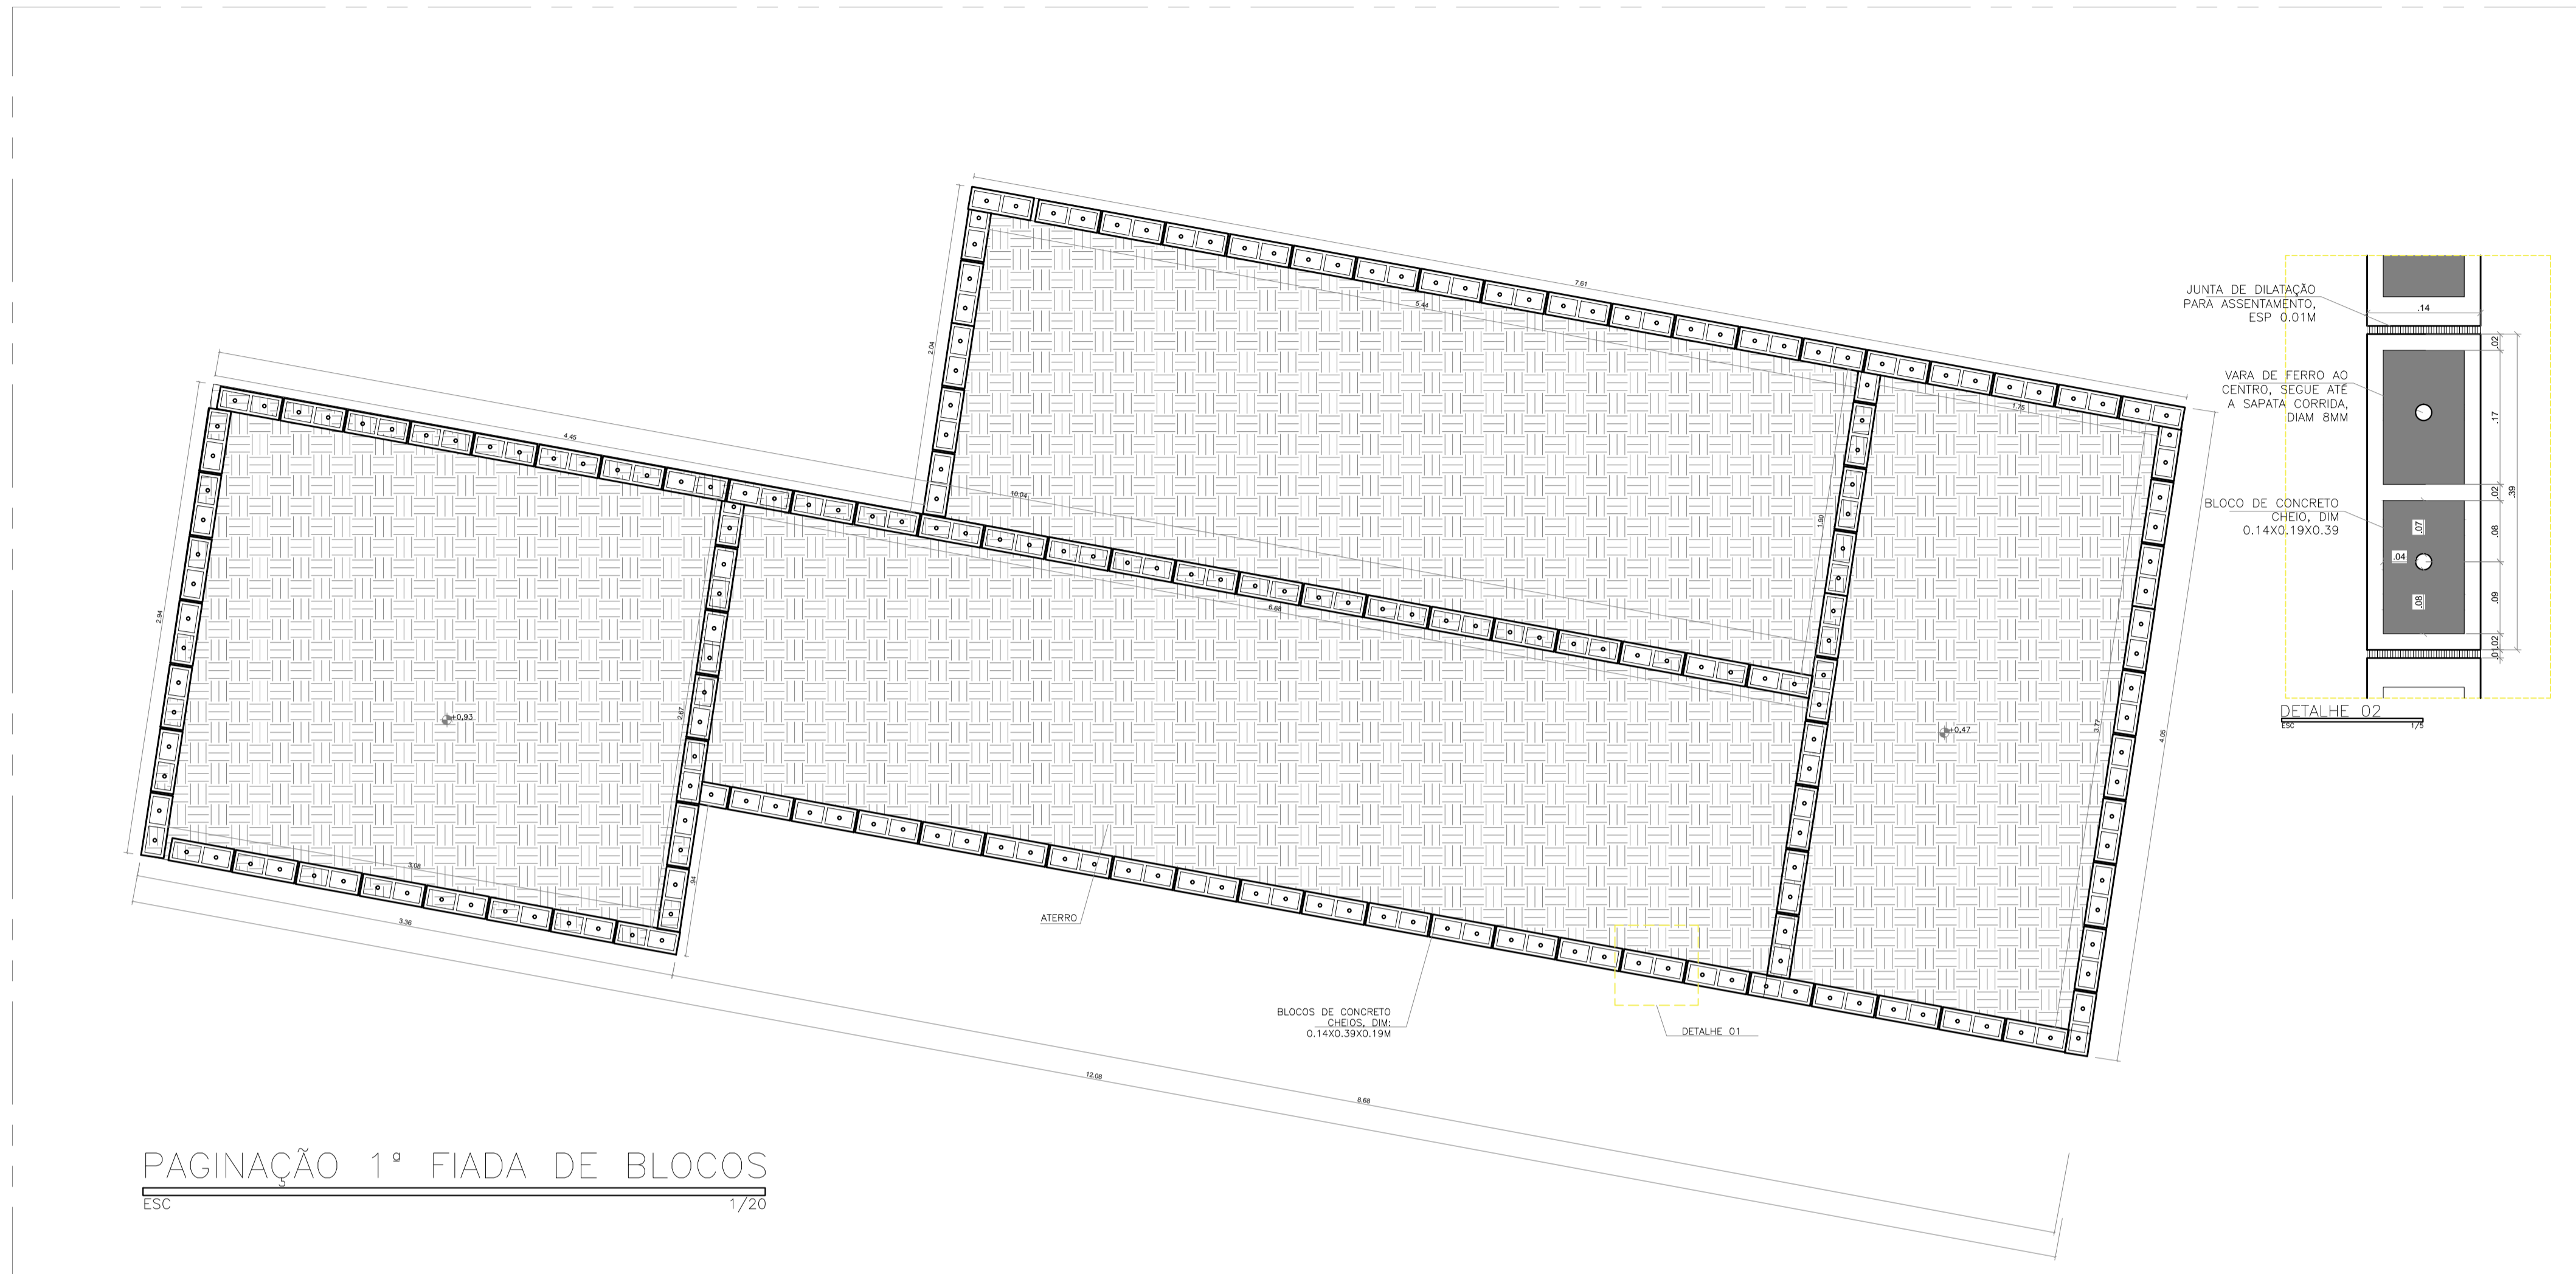 7.61
5.44
2.04
1.75
4.45
10.04
1.90
6.68
2.94
2.67
+0,93
+0,47
3.77
4.05
3.08
.94
3.36
ATERRO
BLOCOS DE CONCRETO
CHEIOS, DIM:
0.14X0.39X0.19M
DETALHE 01
12.08
8.68
PAGINAÇÃO 1ª FIADA DE BLOCOS
ESC 1/20
JUNTA DE DILATAÇÃO
PARA ASSENTAMENTO,
ESP 0.01M
.14
VARA DE FERRO AO
CENTRO, SEGUE ATÉ
A SAPATA CORRIDA,
DIAM 8MM
BLOCO DE CONCRETO
CHEIO, DIM
0.14X0.19X0.39
.02
.17
.02
.39
.07
.08
.04
.08
.09
.02
.01
DETALHE 02
ESC 1/5